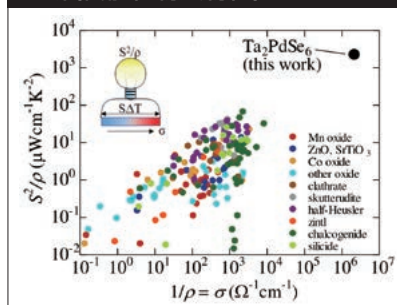 S²/ρ
SΔT
σ
Ta₂PdSe₆
(this work)
S²/ρ (μWcm⁻¹K⁻²)
10⁴
10³
10²
10¹
10⁰
10⁻¹
10⁻²
Mn oxide
ZnO, SrTiO₃
Co oxide
other oxide
clathrate
skutterudite
half-Heusler
zintl
chalcogenide
silicide
10⁻¹ 10⁰ 10¹ 10² 10³ 10⁴ 10⁵ 10⁶ 10⁷
1/ρ = σ (Ω⁻¹cm⁻¹)